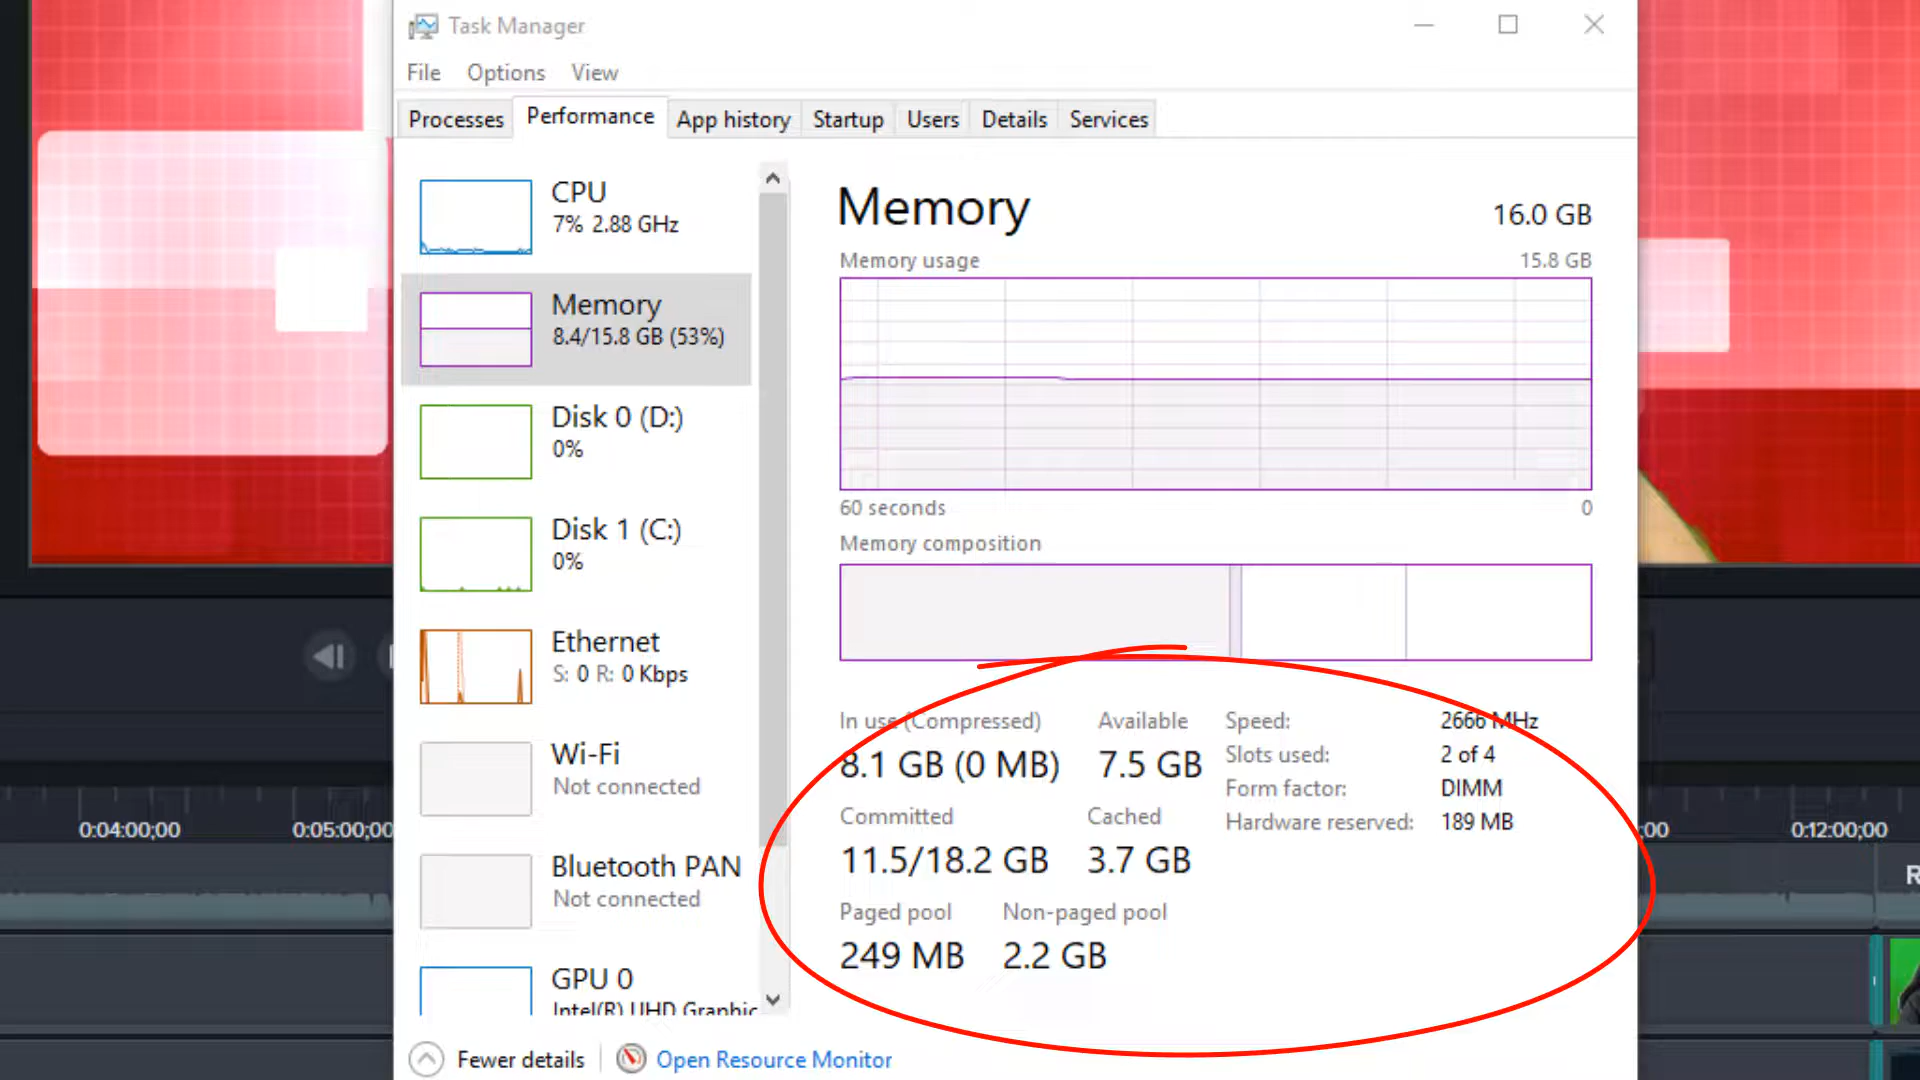 Task Manager
File Options View
Processes Performance App history Startup Users Details Services
CPU
7% 2.88 GHz
Memory
8.4/15.8 GB (53%)
Disk 0 (D:)
0%
Disk 1 (C:)
0%
Ethernet
S: 0 R: 0 Kbps
Wi-Fi
Not connected
Bluetooth PAN
Not connected
GPU 0
Intel(R) UHD Graphic
Memory 16.0 GB
Memory usage 15.8 GB
60 seconds 0
Memory composition
In use (Compressed) Available
8.1 GB (0 MB) 7.5 GB
Committed Cached
11.5/18.2 GB 3.7 GB
Paged pool Non-paged pool
249 MB 2.2 GB
Speed: 2666 MHz
Slots used: 2 of 4
Form factor: DIMM
Hardware reserved: 189 MB
Fewer details Open Resource Monitor
0:04:00;00 0:05:00;00 :00 0:12:00;00
R